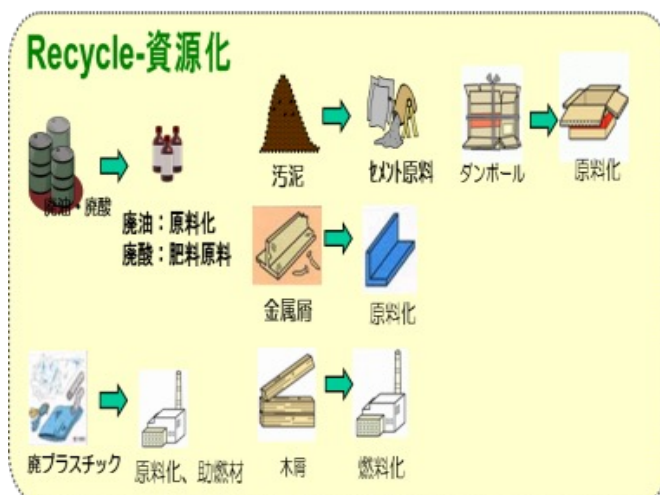 Recycle-資源化
廃油・廃酸
廃油：原料化
廃酸：肥料原料
汚泥
セメント原料
ダンボール
原料化
金属屑
原料化
廃プラスチック
原料化、助燃材
木屑
燃料化